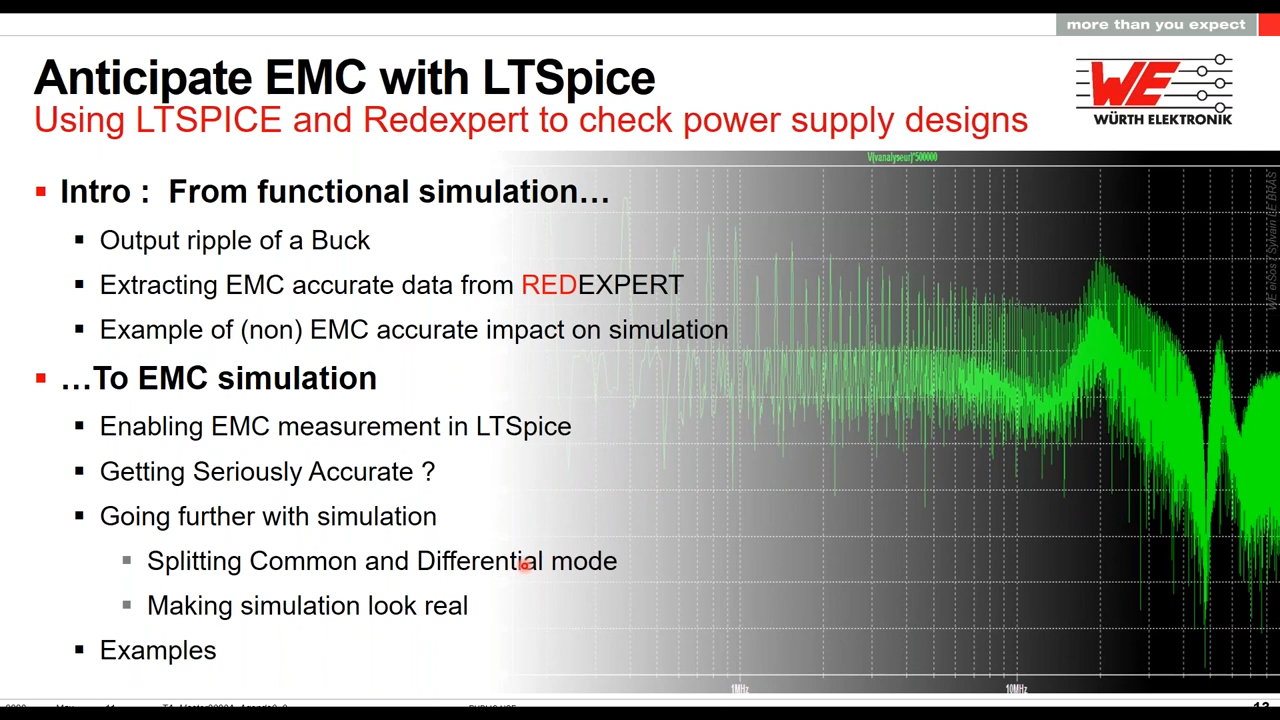 more than you expect
Anticipate EMC with LTSpice
Using LTSPICE and Redexpert to check power supply designs
WE
WÜRTH ELEKTRONIK
V(vanalyseur)*500000
Intro : From functional simulation…
Output ripple of a Buck
Extracting EMC accurate data from REDEXPERT
Example of (non) EMC accurate impact on simulation
…To EMC simulation
Enabling EMC measurement in LTSpice
Getting Seriously Accurate ?
Going further with simulation
Splitting Common and Differential mode
Making simulation look real
Examples
1MHz
10MHz